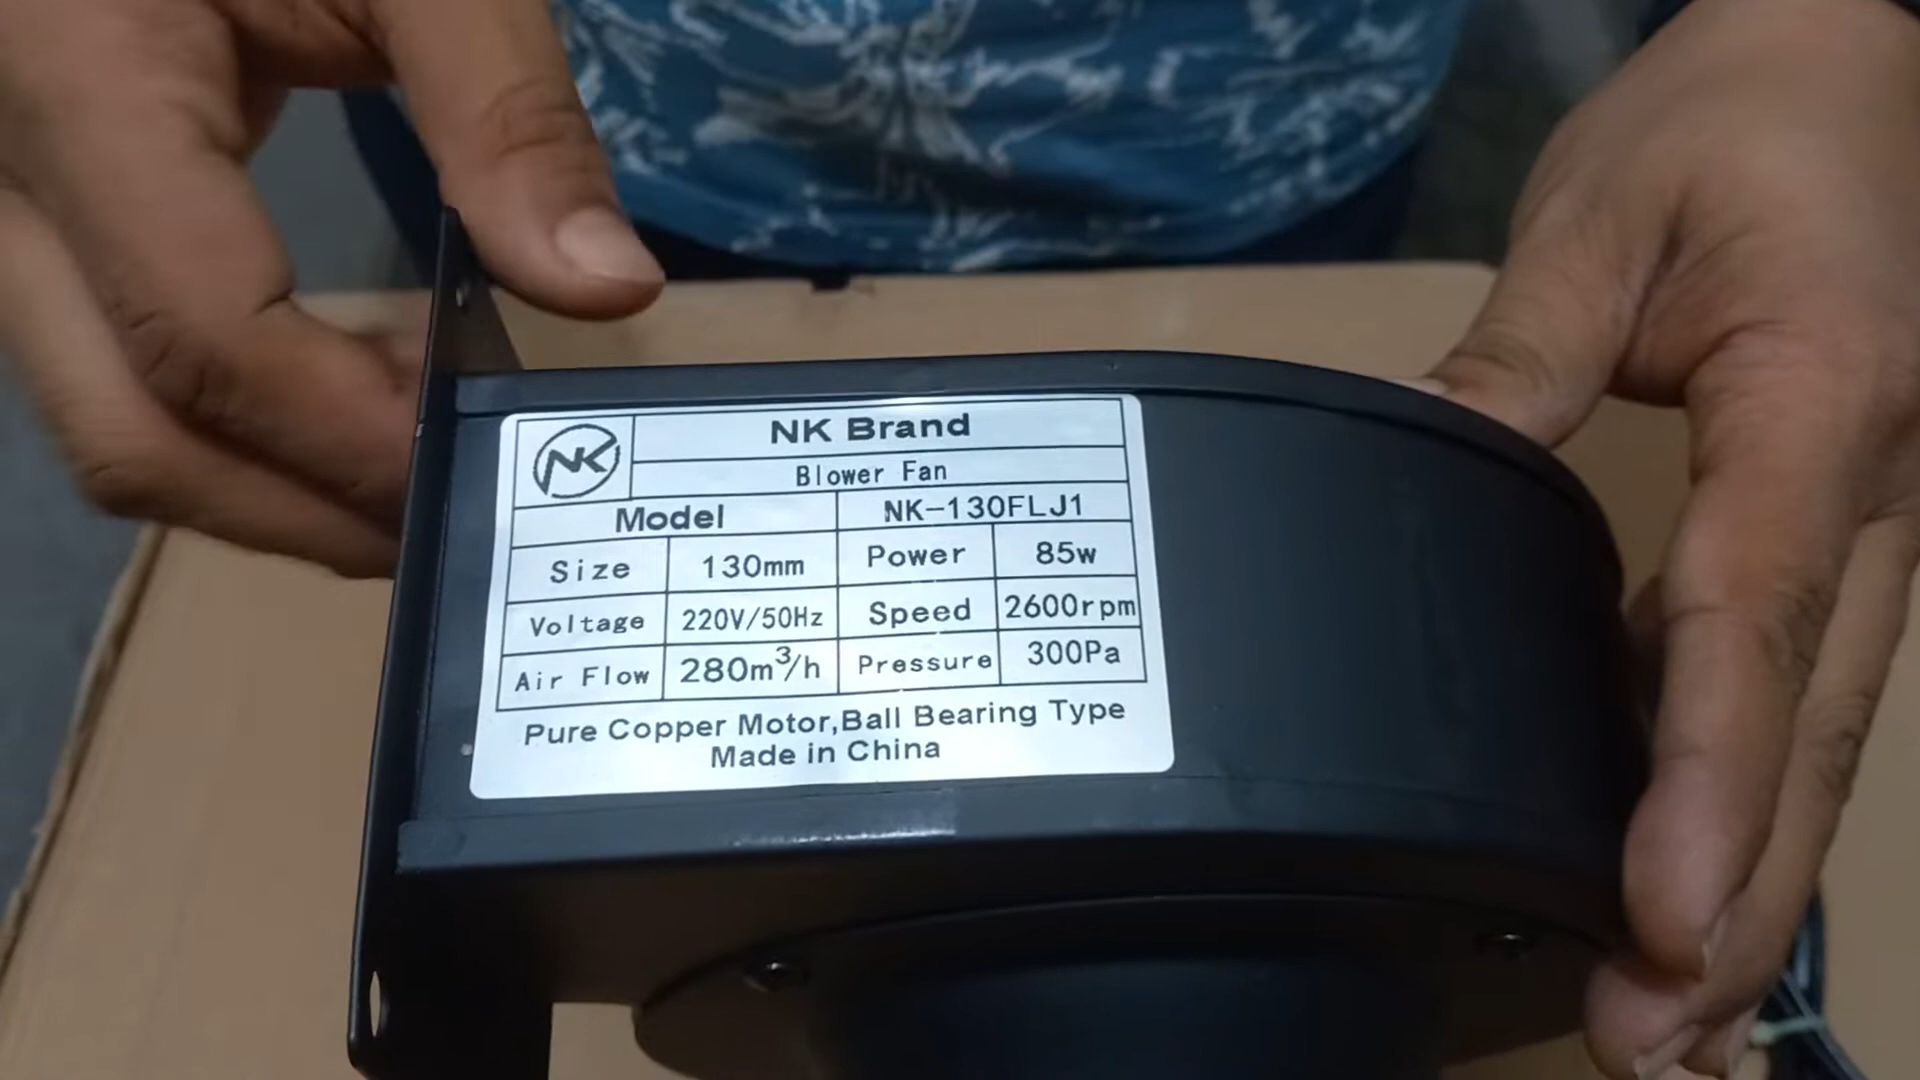 NK
NK Brand
Blower Fan
Model NK-130FLJ1
Size 130mm Power 85w
Voltage 220V/50Hz Speed 2600rpm
Air Flow 280m³/h Pressure 300Pa
Pure Copper Motor,Ball Bearing Type
Made in China